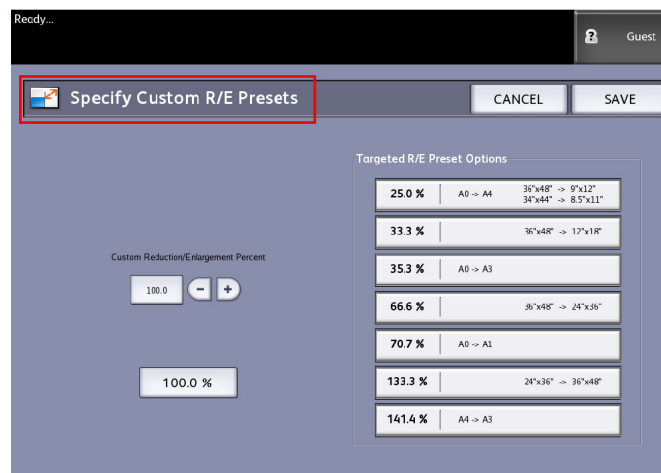 Ready...
Guest
Specify Custom R/E Presets
CANCEL
SAVE
Targeted R/E Preset Options
25.0 % A0 -> A4 36"x48" -> 9"x12"
34"x44" -> 8.5"x11"
33.3 % 36"x48" -> 12"x18"
Custom Reduction/Enlargement Percent
35.3 % A0 -> A3
100.0 - +
66.6 % 36"x48" -> 24"x36"
70.7 % A0 -> A1
100.0 %
133.3 % 24"x36" -> 36"x48"
141.4 % A4 -> A3